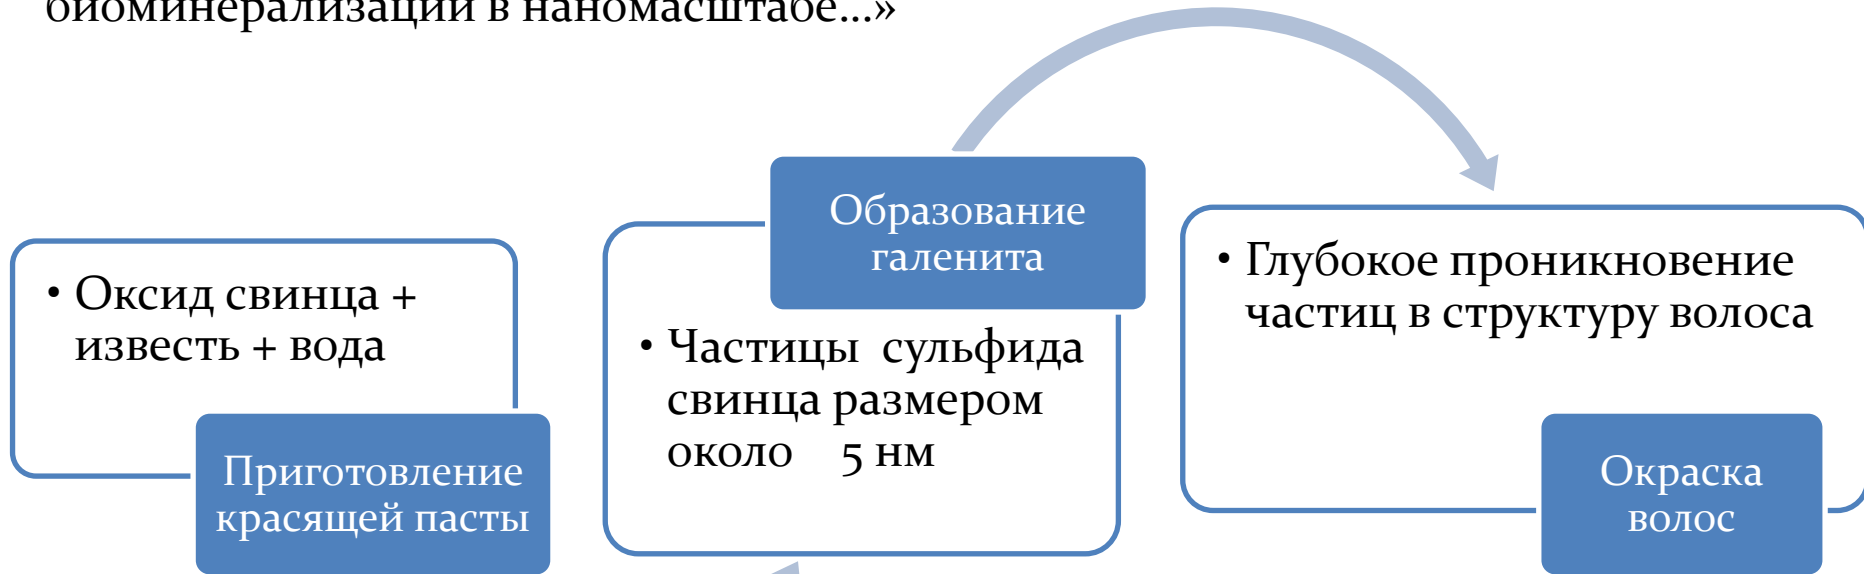 биоминерализации в наномасштабе...»
• Оксид свинца +
известь + вода
Приготовление
красящей пасты
Образование
галенита
• Частицы сульфида
свинца размером
около 5 нм
• Глубокое проникновение
частиц в структуру волоса
Окраска
волос